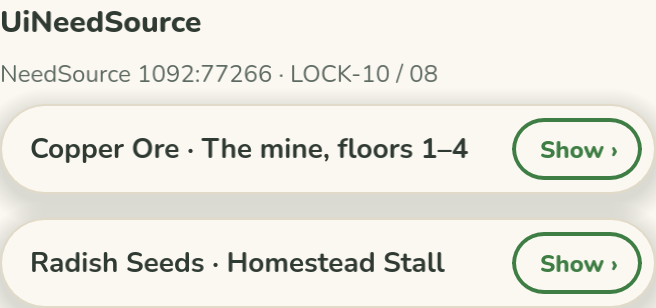 UiNeedSource
NeedSource 1092:77266 · LOCK-10 / 08
Copper Ore · The mine, floors 1–4
Show ›
Radish Seeds · Homestead Stall
Show ›